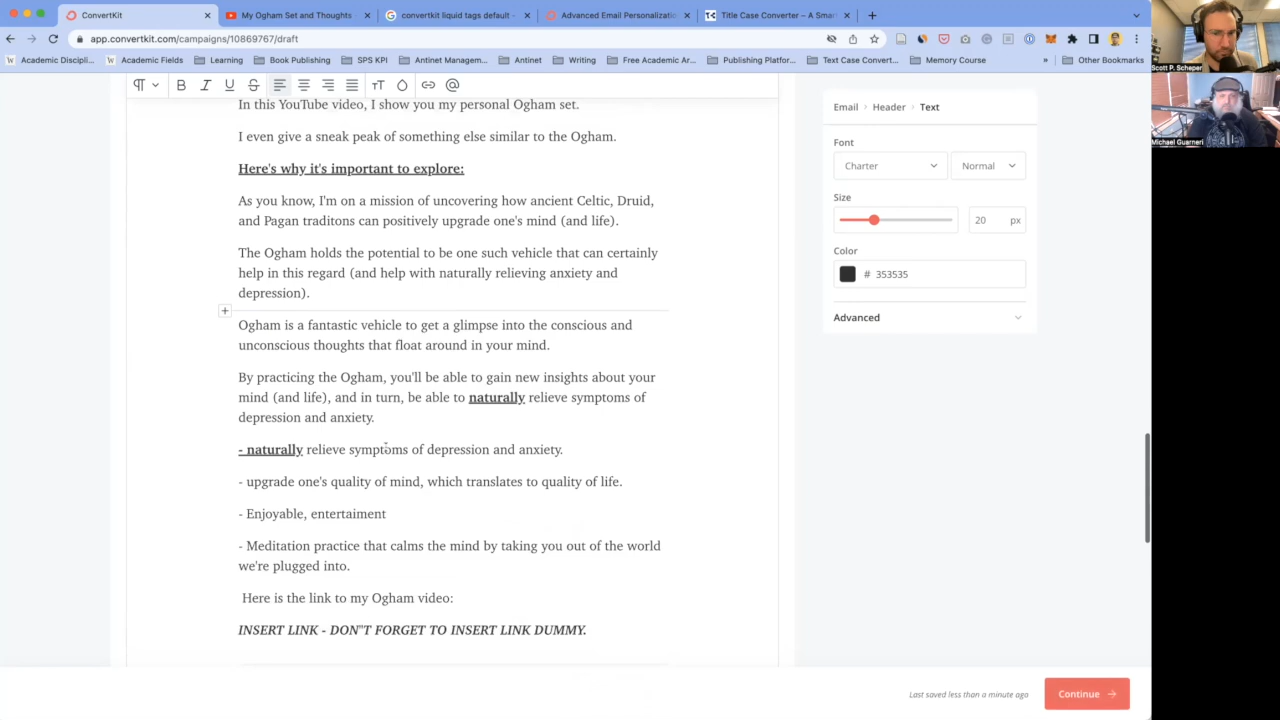 ConvertKit
My Ogham Set and Thoughts
convertkit liquid tags default -
Advanced Email Personalizatio
Title Case Converter – A Smar
app.convertkit.com/campaigns/10869767/draft
Academic Discipli...
Health
Book Publishing
SPS KPI
Antinet Managem...
Antinet
Writing
Free Academic Ar...
Publishing Platfor...
Text Case Convert...
Memory Course
»
Other Bookmarks
Scott P. Scheper
Michael Guarneri
In this YouTube video, I show you my personal Ogham set.
I even give a sneak peak of something else similar to the Ogham.
Here's why it's important to explore:
As you know, I'm on a mission of uncovering how ancient Celtic, Druid,
and Pagan traditons can positively upgrade one's mind (and life).
The Ogham holds the potential to be one such vehicle that can certainly
help in this regard (and help with naturally relieving anxiety and
depression).
Ogham is a fantastic vehicle to get a glimpse into the conscious and
unconscious thoughts that float around in your mind.
By practicing the Ogham, you'll be able to gain new insights about your
mind (and life), and in turn, be able to naturally relieve symptoms of
depression and anxiety.
- naturally relieve symptoms of depression and anxiety.
- upgrade one's quality of mind, which translates to quality of life.
- Enjoyable, entertaiment
- Meditation practice that calms the mind by taking you out of the world
we're plugged into.
Here is the link to my Ogham video:
INSERT LINK - DON"T FORGET TO INSERT LINK DUMMY.
Email > Header > Text
Font
Charter
Normal
Size
20 px
Color
# 353535
Advanced
Last saved less than a minute ago
Continue →